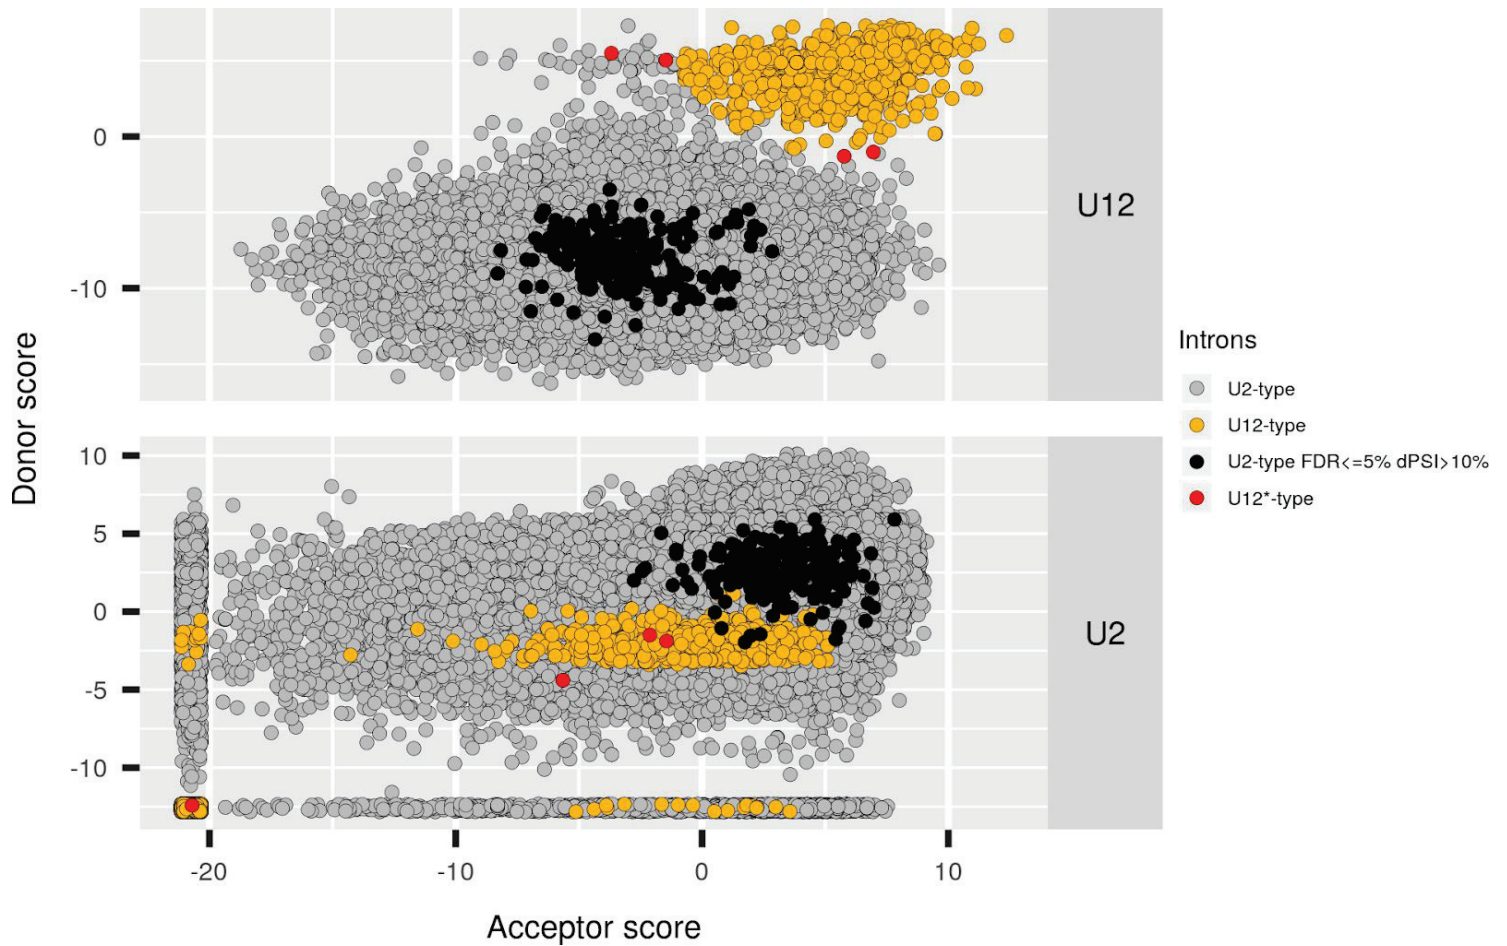 Donor score
0
-10
U12
10
5
0
-5
-10
U2
-20
-10
0
10
Acceptor score
Introns
U2-type
U12-type
U2-type FDR<=5% dPSI>10%
U12*-type